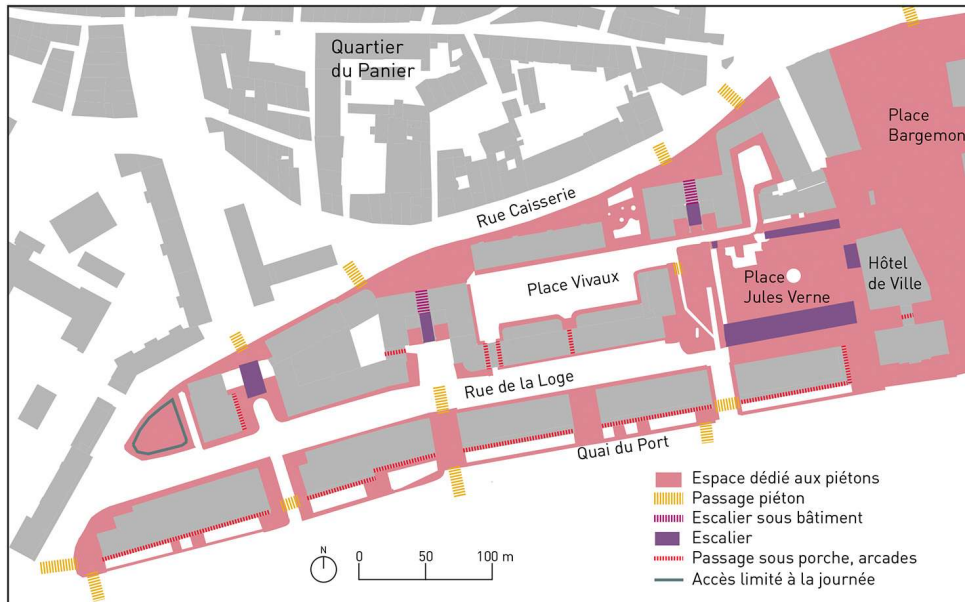 Quartier
du Panier
Place
Bargemon
Rue Caisserie
Place Vivaux
Place
Jules Verne
Hôtel
de Ville
Rue de la Loge
Quai du Port
Espace dédié aux piétons
Passage piéton
Escalier sous bâtiment
Escalier
Passage sous porche, arcades
Accès limité à la journée
N
0 50 100 m